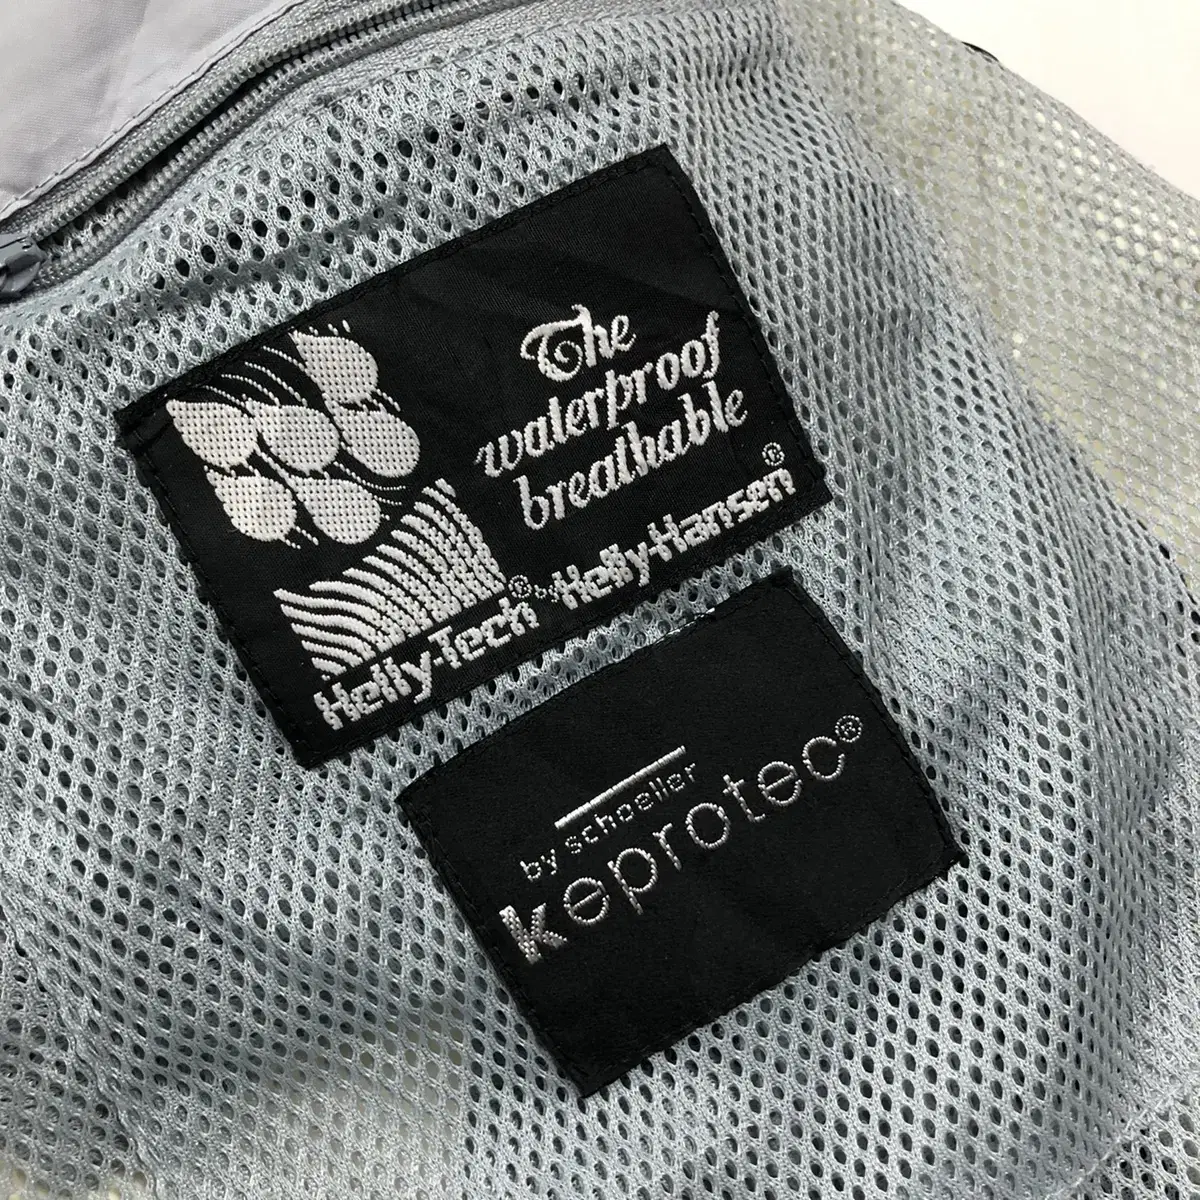 The
waterproof
breathable
Helly-Tech® by Helly-Hansen®
by schoeller
keprotec®